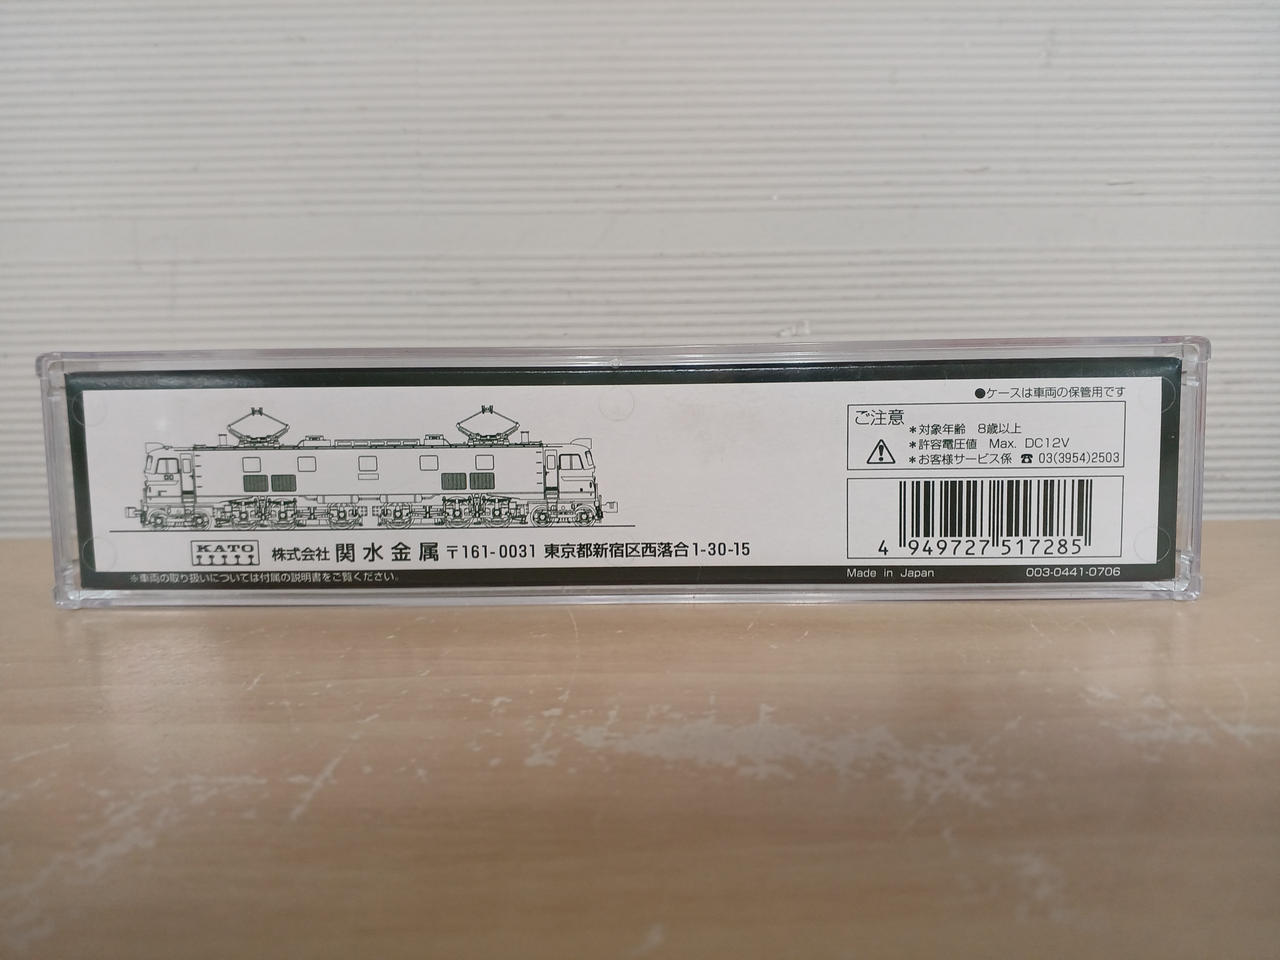 ●ケースは車両の保管用です
ご注意
＊対象年齢 8歳以上
＊許容電圧値 Max. DC12V
＊お客様サービス係 ☎ 03(3954)2503
4 949727 517285
KATO 株式会社 関水金属 〒161-0031 東京都新宿区西落合1-30-15
※車両の取り扱いについては付属の説明書をご覧ください。
Made in Japan 003-0441-0706